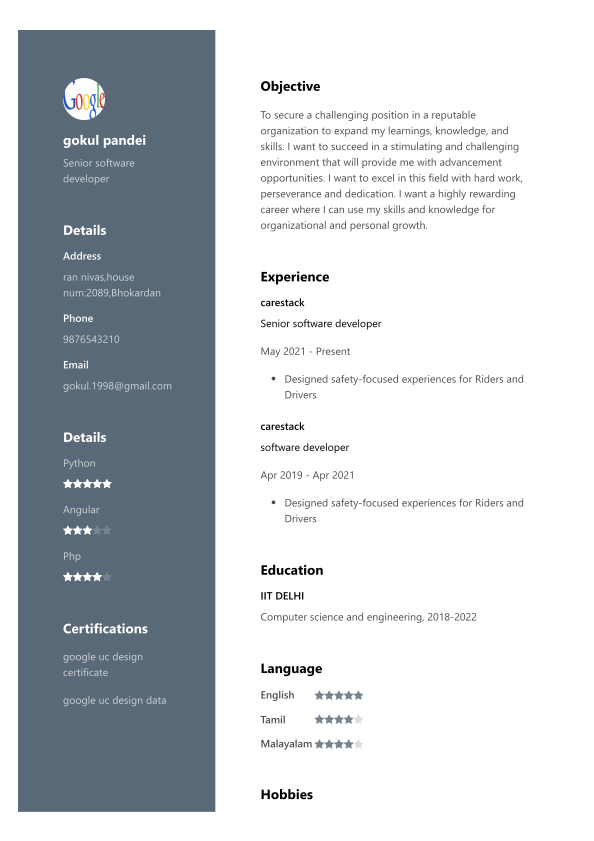 Google
gokul pandei
Senior software
developer
Details
Address
ran nivas,house
num:2089,Bhokardan
Phone
9876543210
Email
gokul.1998@gmail.com
Details
Python
Angular
Php
Certifications
google uc design
certificate
google uc design data
Objective
To secure a challenging position in a reputable
organization to expand my learnings, knowledge, and
skills. I want to succeed in a stimulating and challenging
environment that will provide me with advancement
opportunities. I want to excel in this field with hard work,
perseverance and dedication. I want a highly rewarding
career where I can use my skills and knowledge for
organizational and personal growth.
Experience
carestack
Senior software developer
May 2021 - Present
• Designed safety-focused experiences for Riders and
Drivers
carestack
software developer
Apr 2019 - Apr 2021
• Designed safety-focused experiences for Riders and
Drivers
Education
IIT DELHI
Computer science and engineering, 2018-2022
Language
English
Tamil
Malayalam
Hobbies